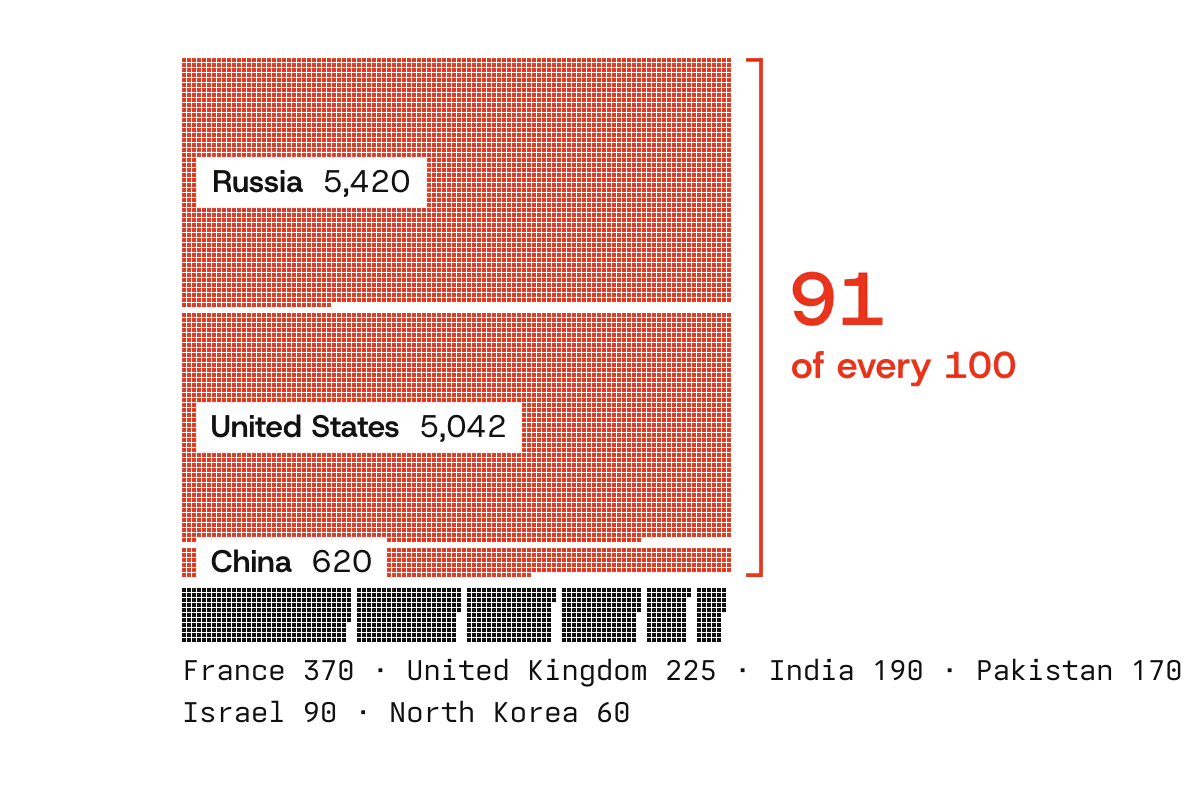 Russia 5,420
91
of every 100
United States 5,042
China 620
France 370 · United Kingdom 225 · India 190 · Pakistan 170
Israel 90 · North Korea 60